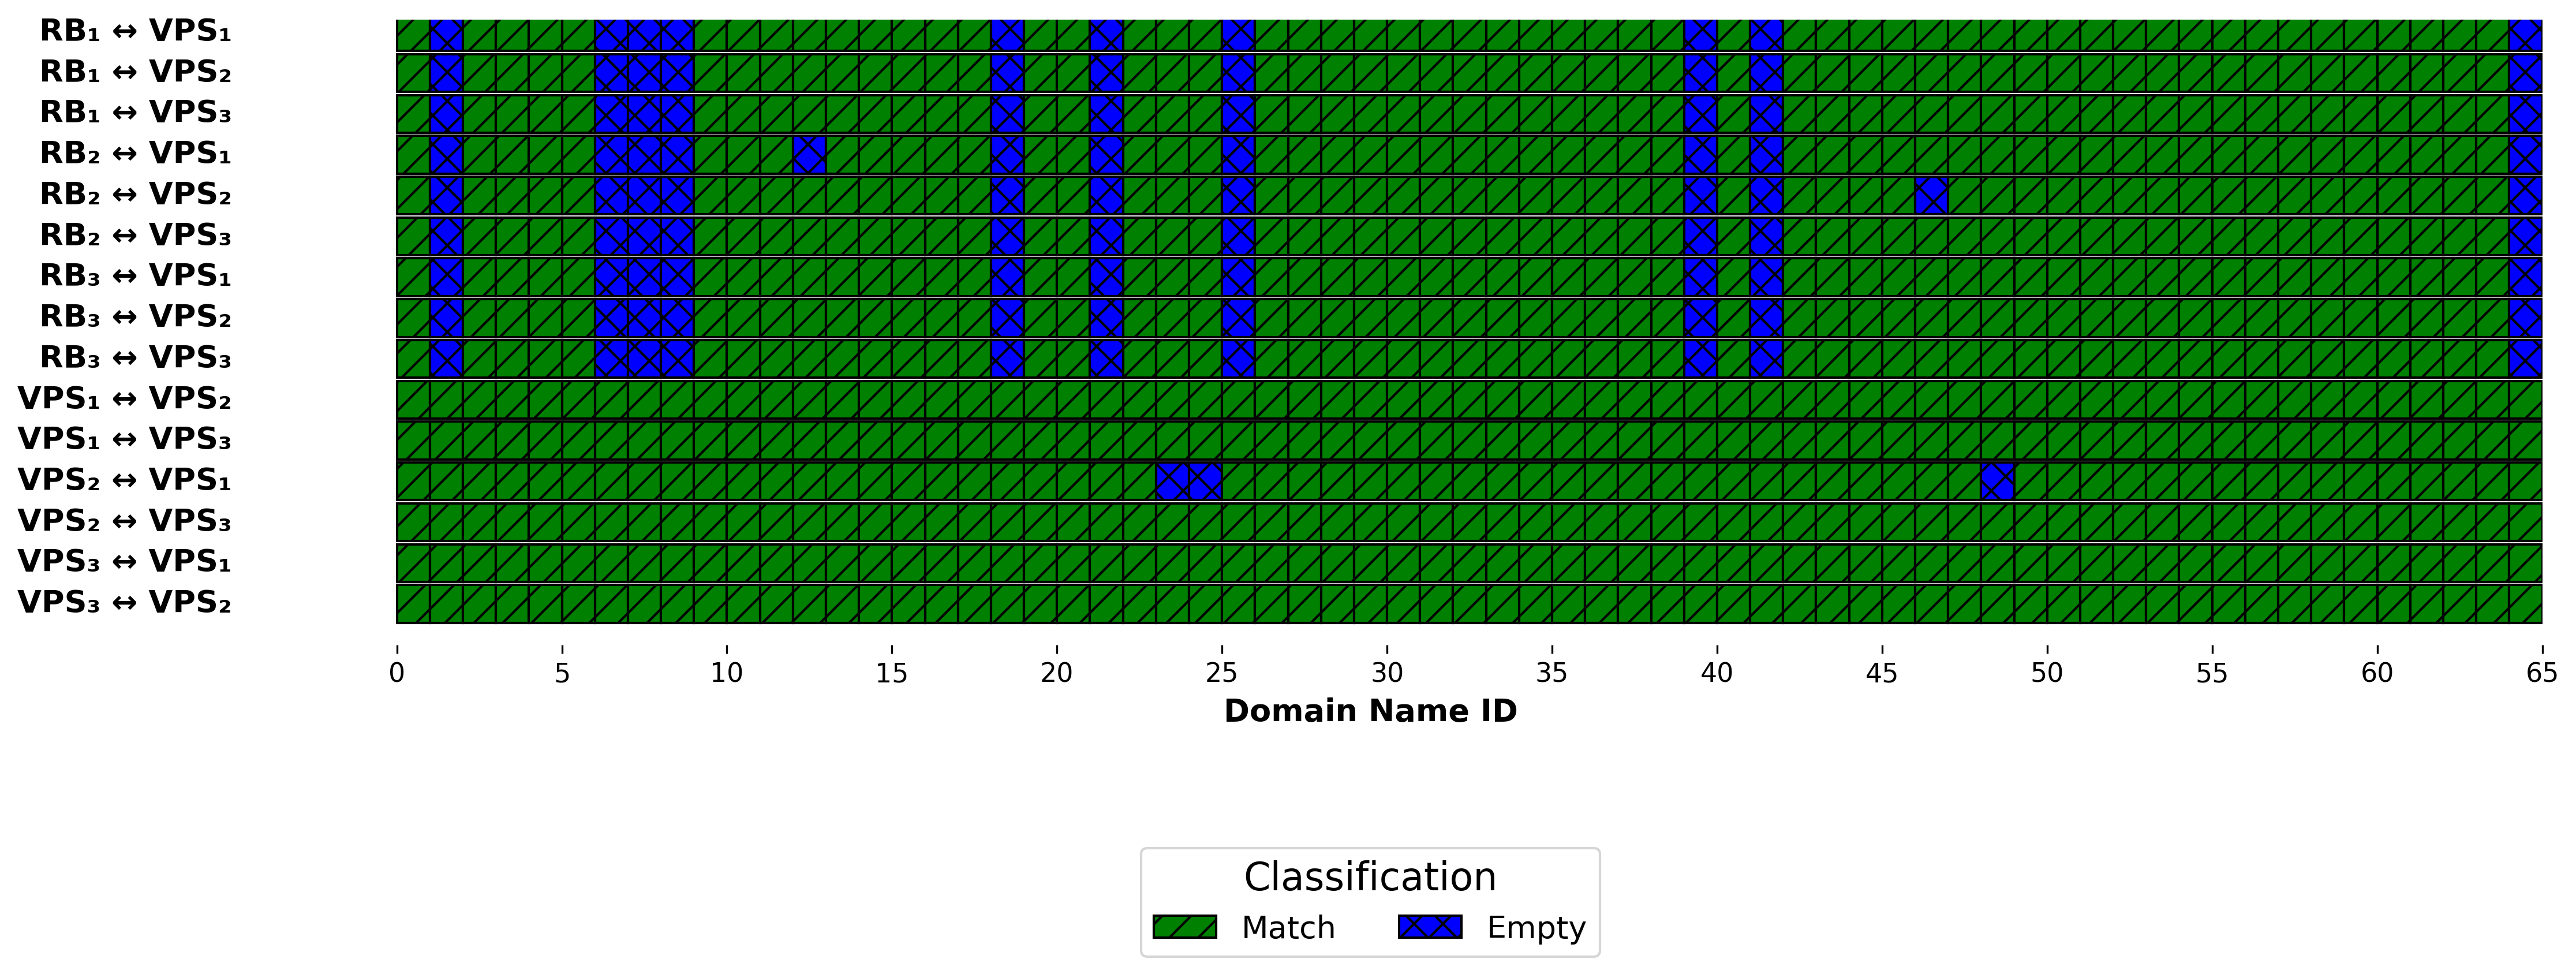 RB₁ ↔ VPS₁
RB₁ ↔ VPS₂
RB₁ ↔ VPS₃
RB₂ ↔ VPS₁
RB₂ ↔ VPS₂
RB₂ ↔ VPS₃
RB₃ ↔ VPS₁
RB₃ ↔ VPS₂
RB₃ ↔ VPS₃
VPS₁ ↔ VPS₂
VPS₁ ↔ VPS₃
VPS₂ ↔ VPS₁
VPS₂ ↔ VPS₃
VPS₃ ↔ VPS₁
VPS₃ ↔ VPS₂
0 5 10 15 20 25 30 35 40 45 50 55 60 65
Domain Name ID
Classification
Match Empty